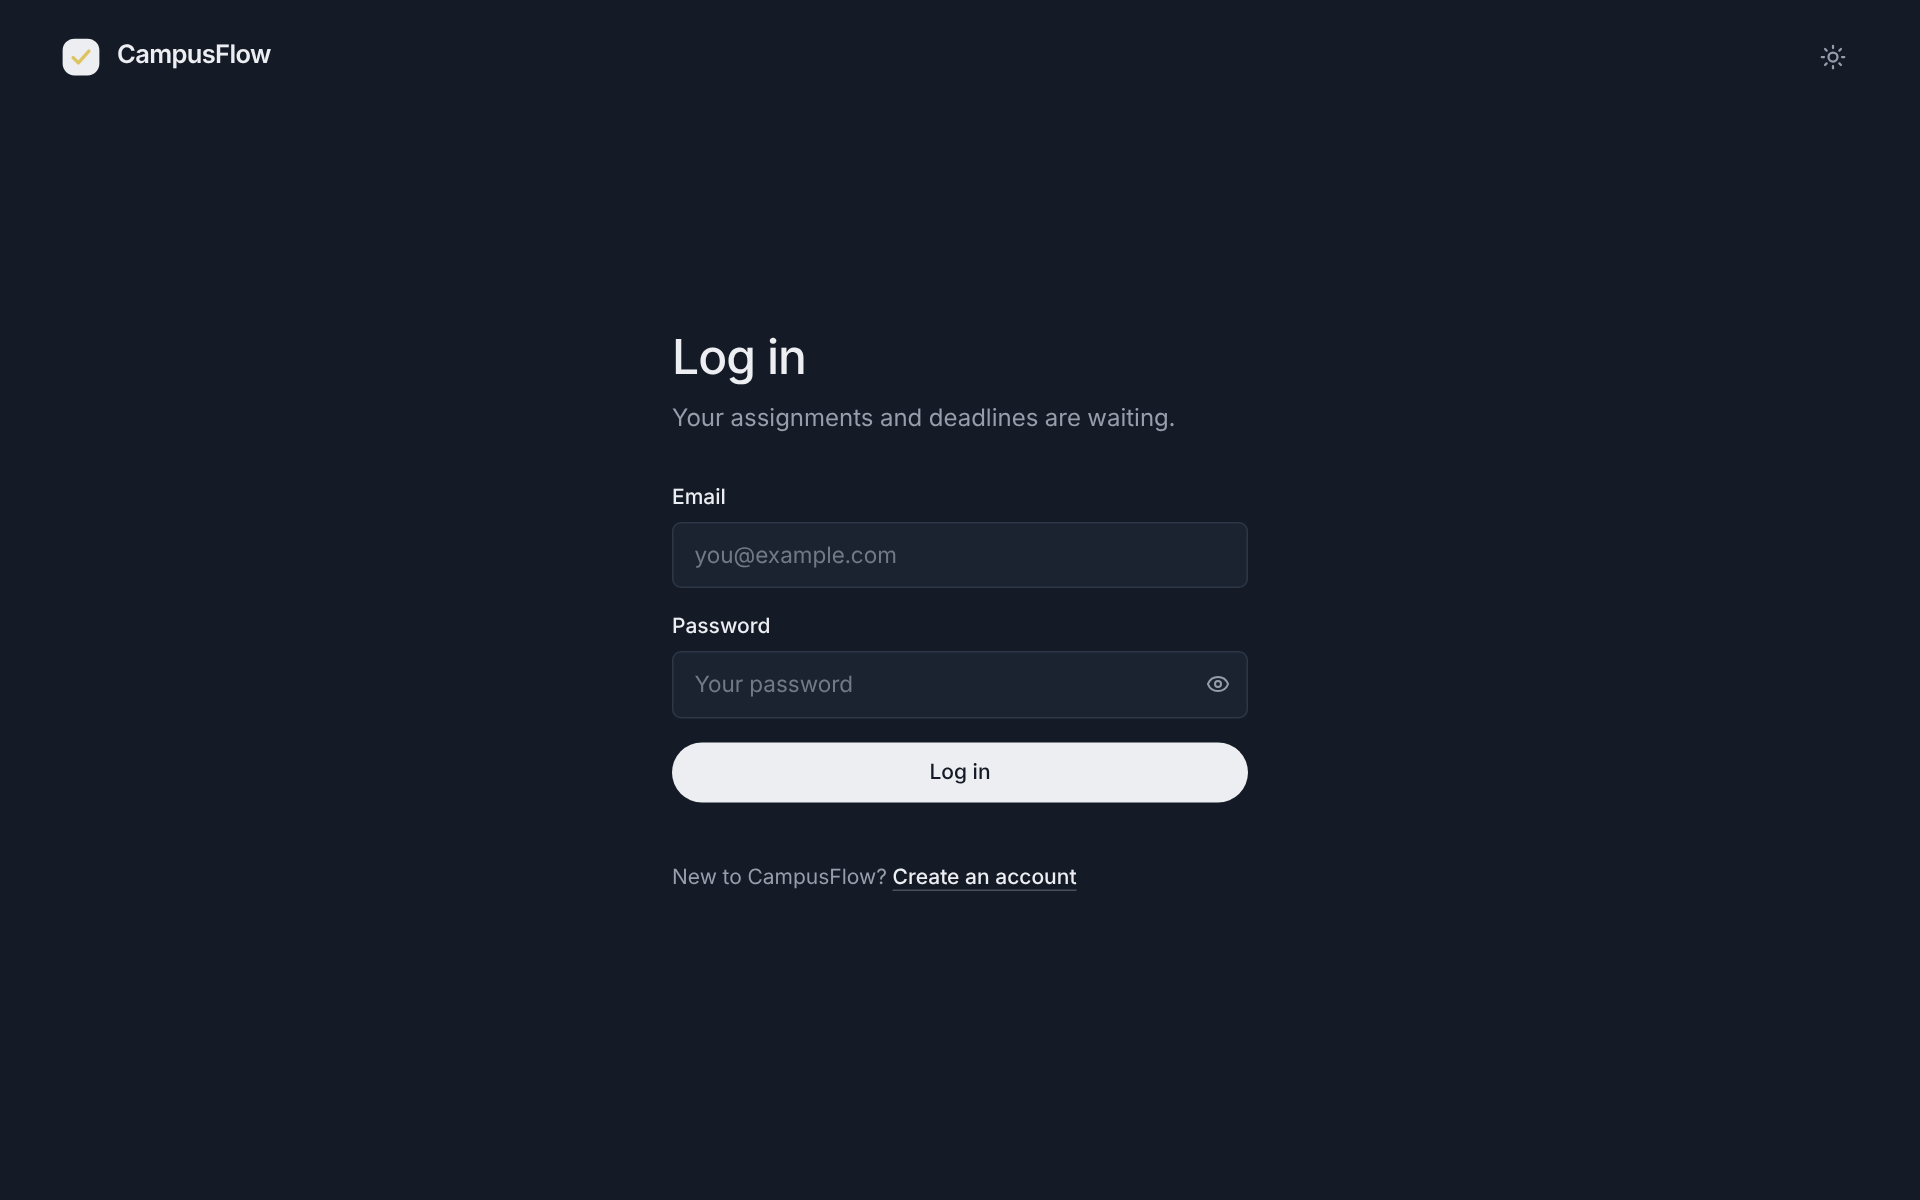 CampusFlow
Log in
Your assignments and deadlines are waiting.
Email
you@example.com
Password
Your password
Log in
New to CampusFlow? Create an account